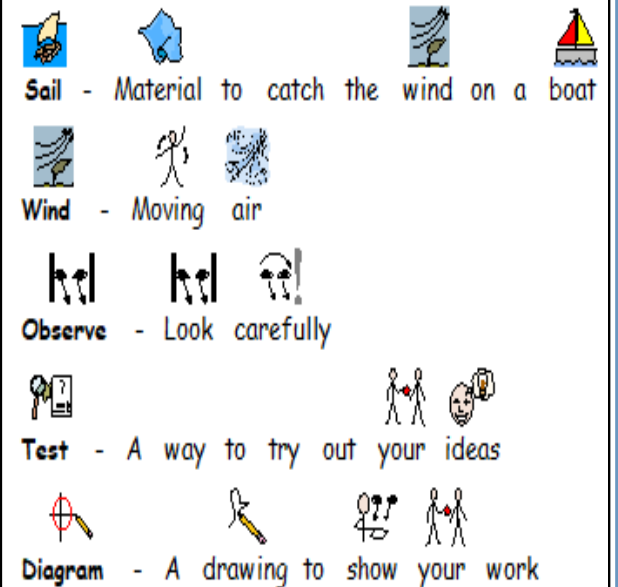 Sail - Material to catch the wind on a boat
Wind - Moving air
Observe - Look carefully
Test - A way to try out your ideas
Diagram - A drawing to show your work